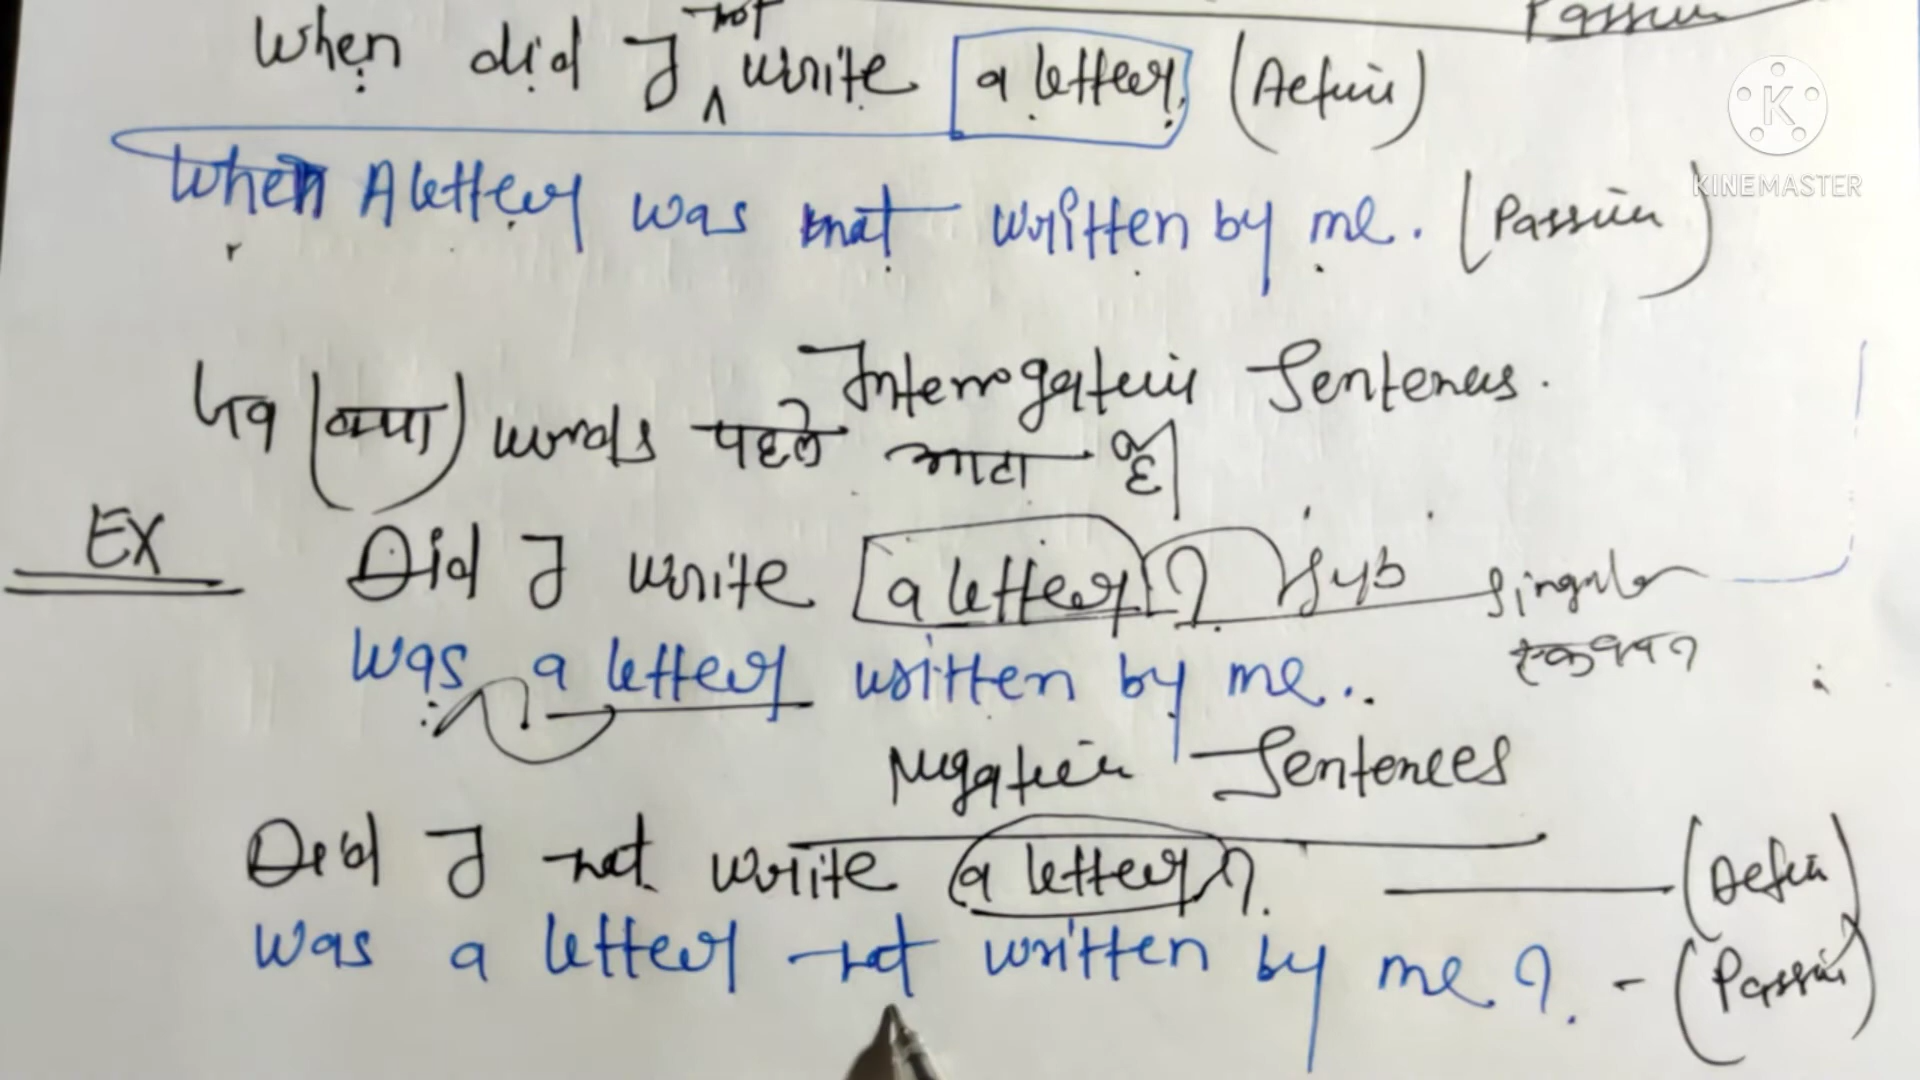 Passive
not
When did I ^ write a letter. (Active)
KINEMASTER
When A letter was not written by me. (Passive)
Interrogative Sentences.
जब (क्या) words पहले आता है।
EX Did I write a letter? Sub Singular
एकवचन
Was a letter written by me.
Negative Sentences
Did I not write a letter? (Active)
Was a letter not written by me ? - (Passive)